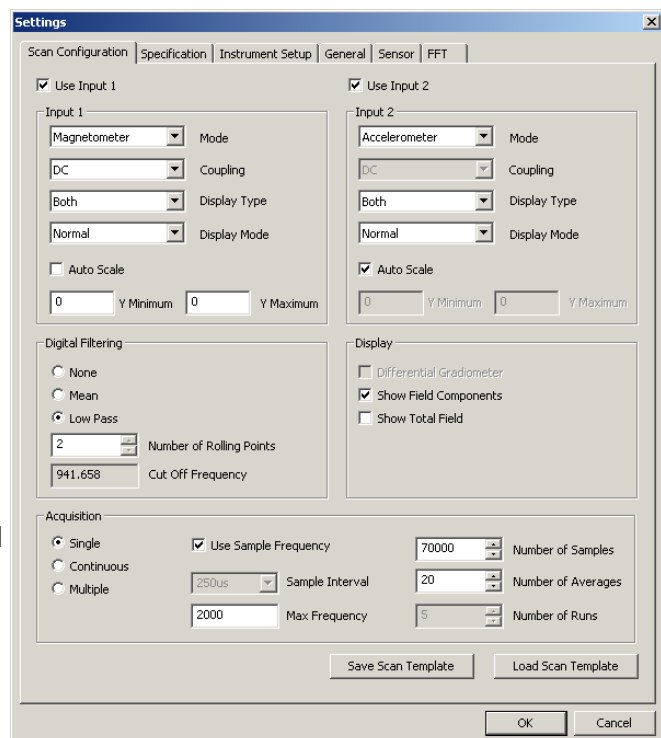 Settings
Scan Configuration Specification Instrument Setup General Sensor FFT
Use Input 1 Use Input 2
Input 1 Input 2
Magnetometer Mode Accelerometer Mode
DC Coupling DC Coupling
Both Display Type Both Display Type
Normal Display Mode Normal Display Mode
Auto Scale Auto Scale
0 Y Minimum 0 Y Maximum 0 Y Minimum 0 Y Maximum
Digital Filtering Display
None Differential Gradiometer
Mean Show Field Components
Low Pass Show Total Field
2 Number of Rolling Points
941.658 Cut Off Frequency
Acquisition
Single Use Sample Frequency 70000 Number of Samples
Continuous
Multiple 250us Sample Interval 20 Number of Averages
2000 Max Frequency 5 Number of Runs
Save Scan Template Load Scan Template
OK Cancel